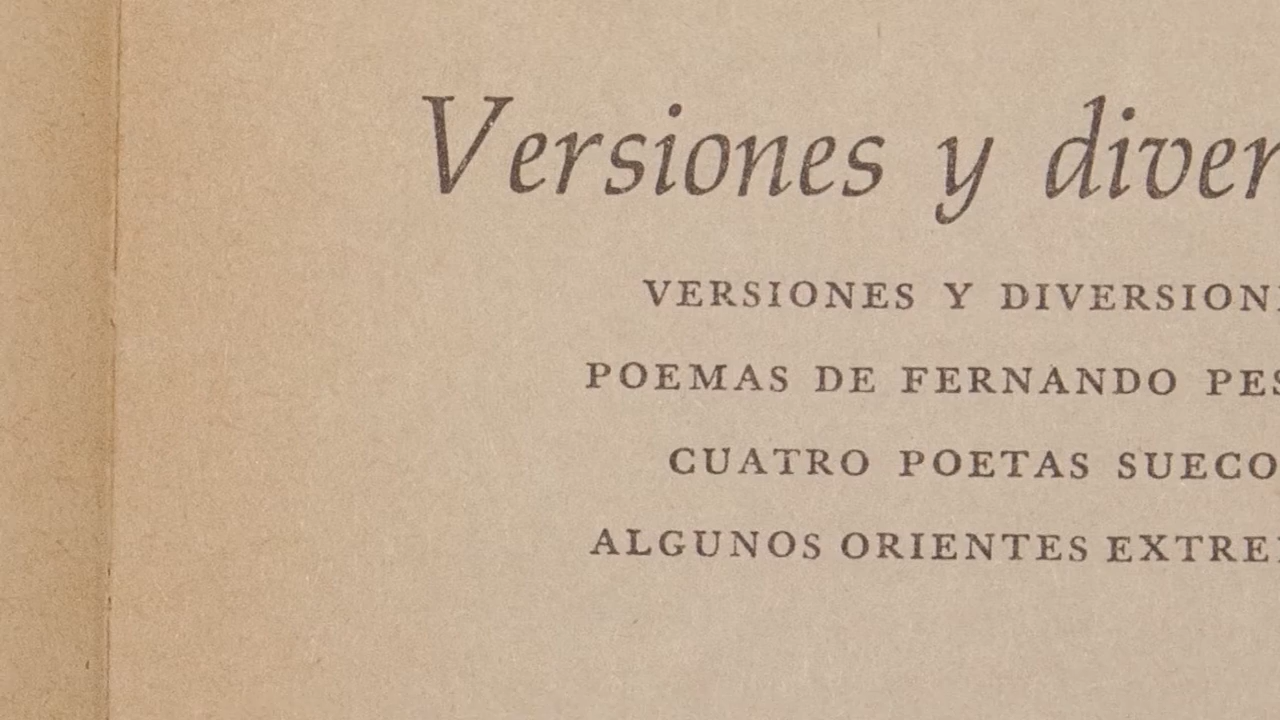 Versiones y diver
VERSIONES Y DIVERSION
POEMAS DE FERNANDO PES
CUATRO POETAS SUECO
ALGUNOS ORIENTES EXTRE